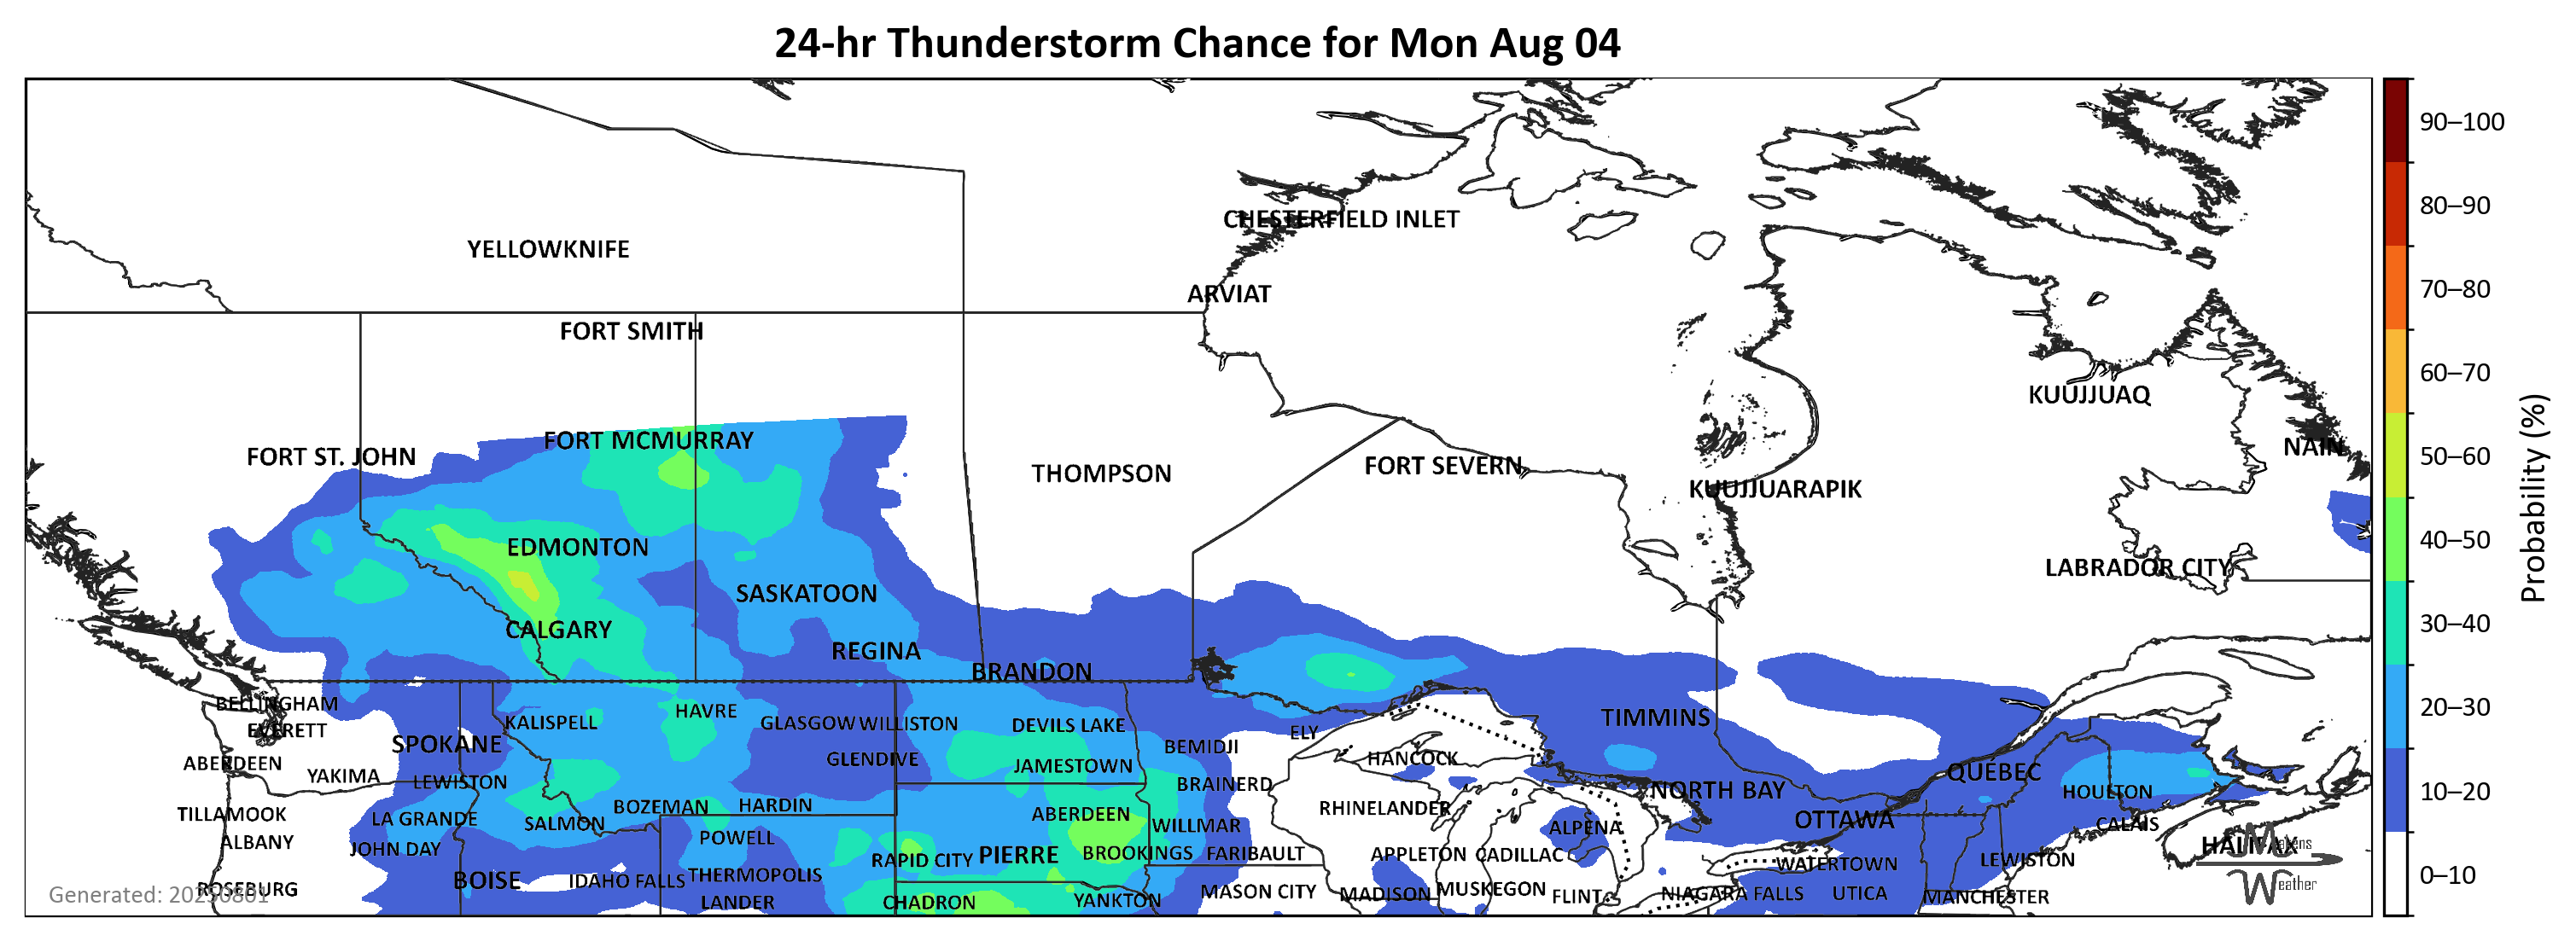 24-hr Thunderstorm Chance for Mon Aug 04
90–100
80–90
70–80
60–70
50–60
40–50
30–40
20–30
10–20
0–10
Probability (%)
CHESTERFIELD INLET
YELLOWKNIFE
ARVIAT
FORT SMITH
KUUJJUAQ
FORT MCMURRAY
NAIN
FORT ST. JOHN
FORT SEVERN
THOMPSON
KUUJJUARAPIK
EDMONTON
LABRADOR CITY
SASKATOON
CALGARY
REGINA
BRANDON
BELLINGHAM
HAVRE
TIMMINS
KALISPELL
GLASGOW
WILLISTON
DEVILS LAKE
EVERETT
ELY
SPOKANE
BEMIDJI
GLENDIVE
HANCOCK
ABERDEEN
JAMESTOWN
QUÉBEC
YAKIMA
LEWISTON
BRAINERD
NORTH BAY
HOULTON
BOZEMAN
HARDIN
RHINELANDER
TILLAMOOK
ABERDEEN
LA GRANDE
OTTAWA
SALMON
WILLMAR
ALPENA
CALAIS
POWELL
ALBANY
HALIFAX
Makens
Weather
JOHN DAY
RAPID CITY
PIERRE
BROOKINGS
FARIBAULT
APPLETON
CADILLAC
WATERTOWN
LEWISTON
THERMOPOLIS
BOISE
IDAHO FALLS
ROSEBURG
MASON CITY
MADISON
MUSKEGON
NIAGARA FALLS
UTICA
FLINT
MANCHESTER
LANDER
CHADRON
YANKTON
Generated: 20250801